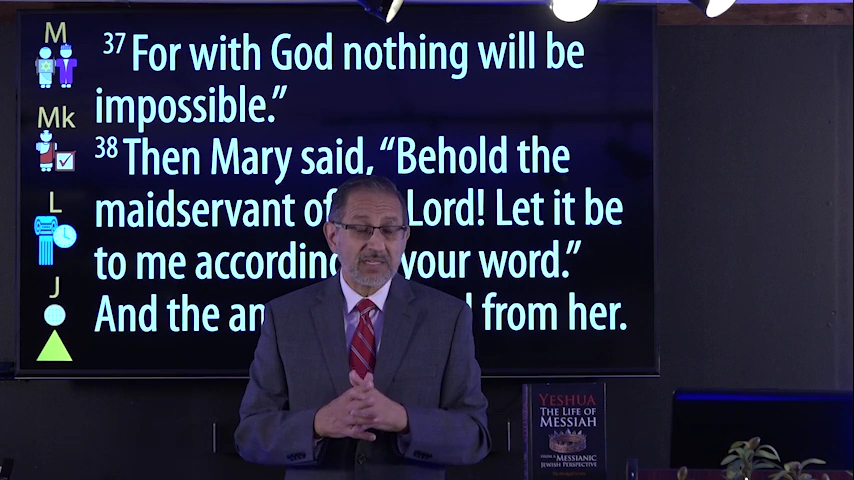 M
Mk
L
J
37 For with God nothing will be
impossible.”
38 Then Mary said, “Behold the
maidservant of Lord! Let it be
to me according your word.”
And the an from her.
YESHUA
THE LIFE OF
MESSIAH
FROM A MESSIANIC
JEWISH PERSPECTIVE